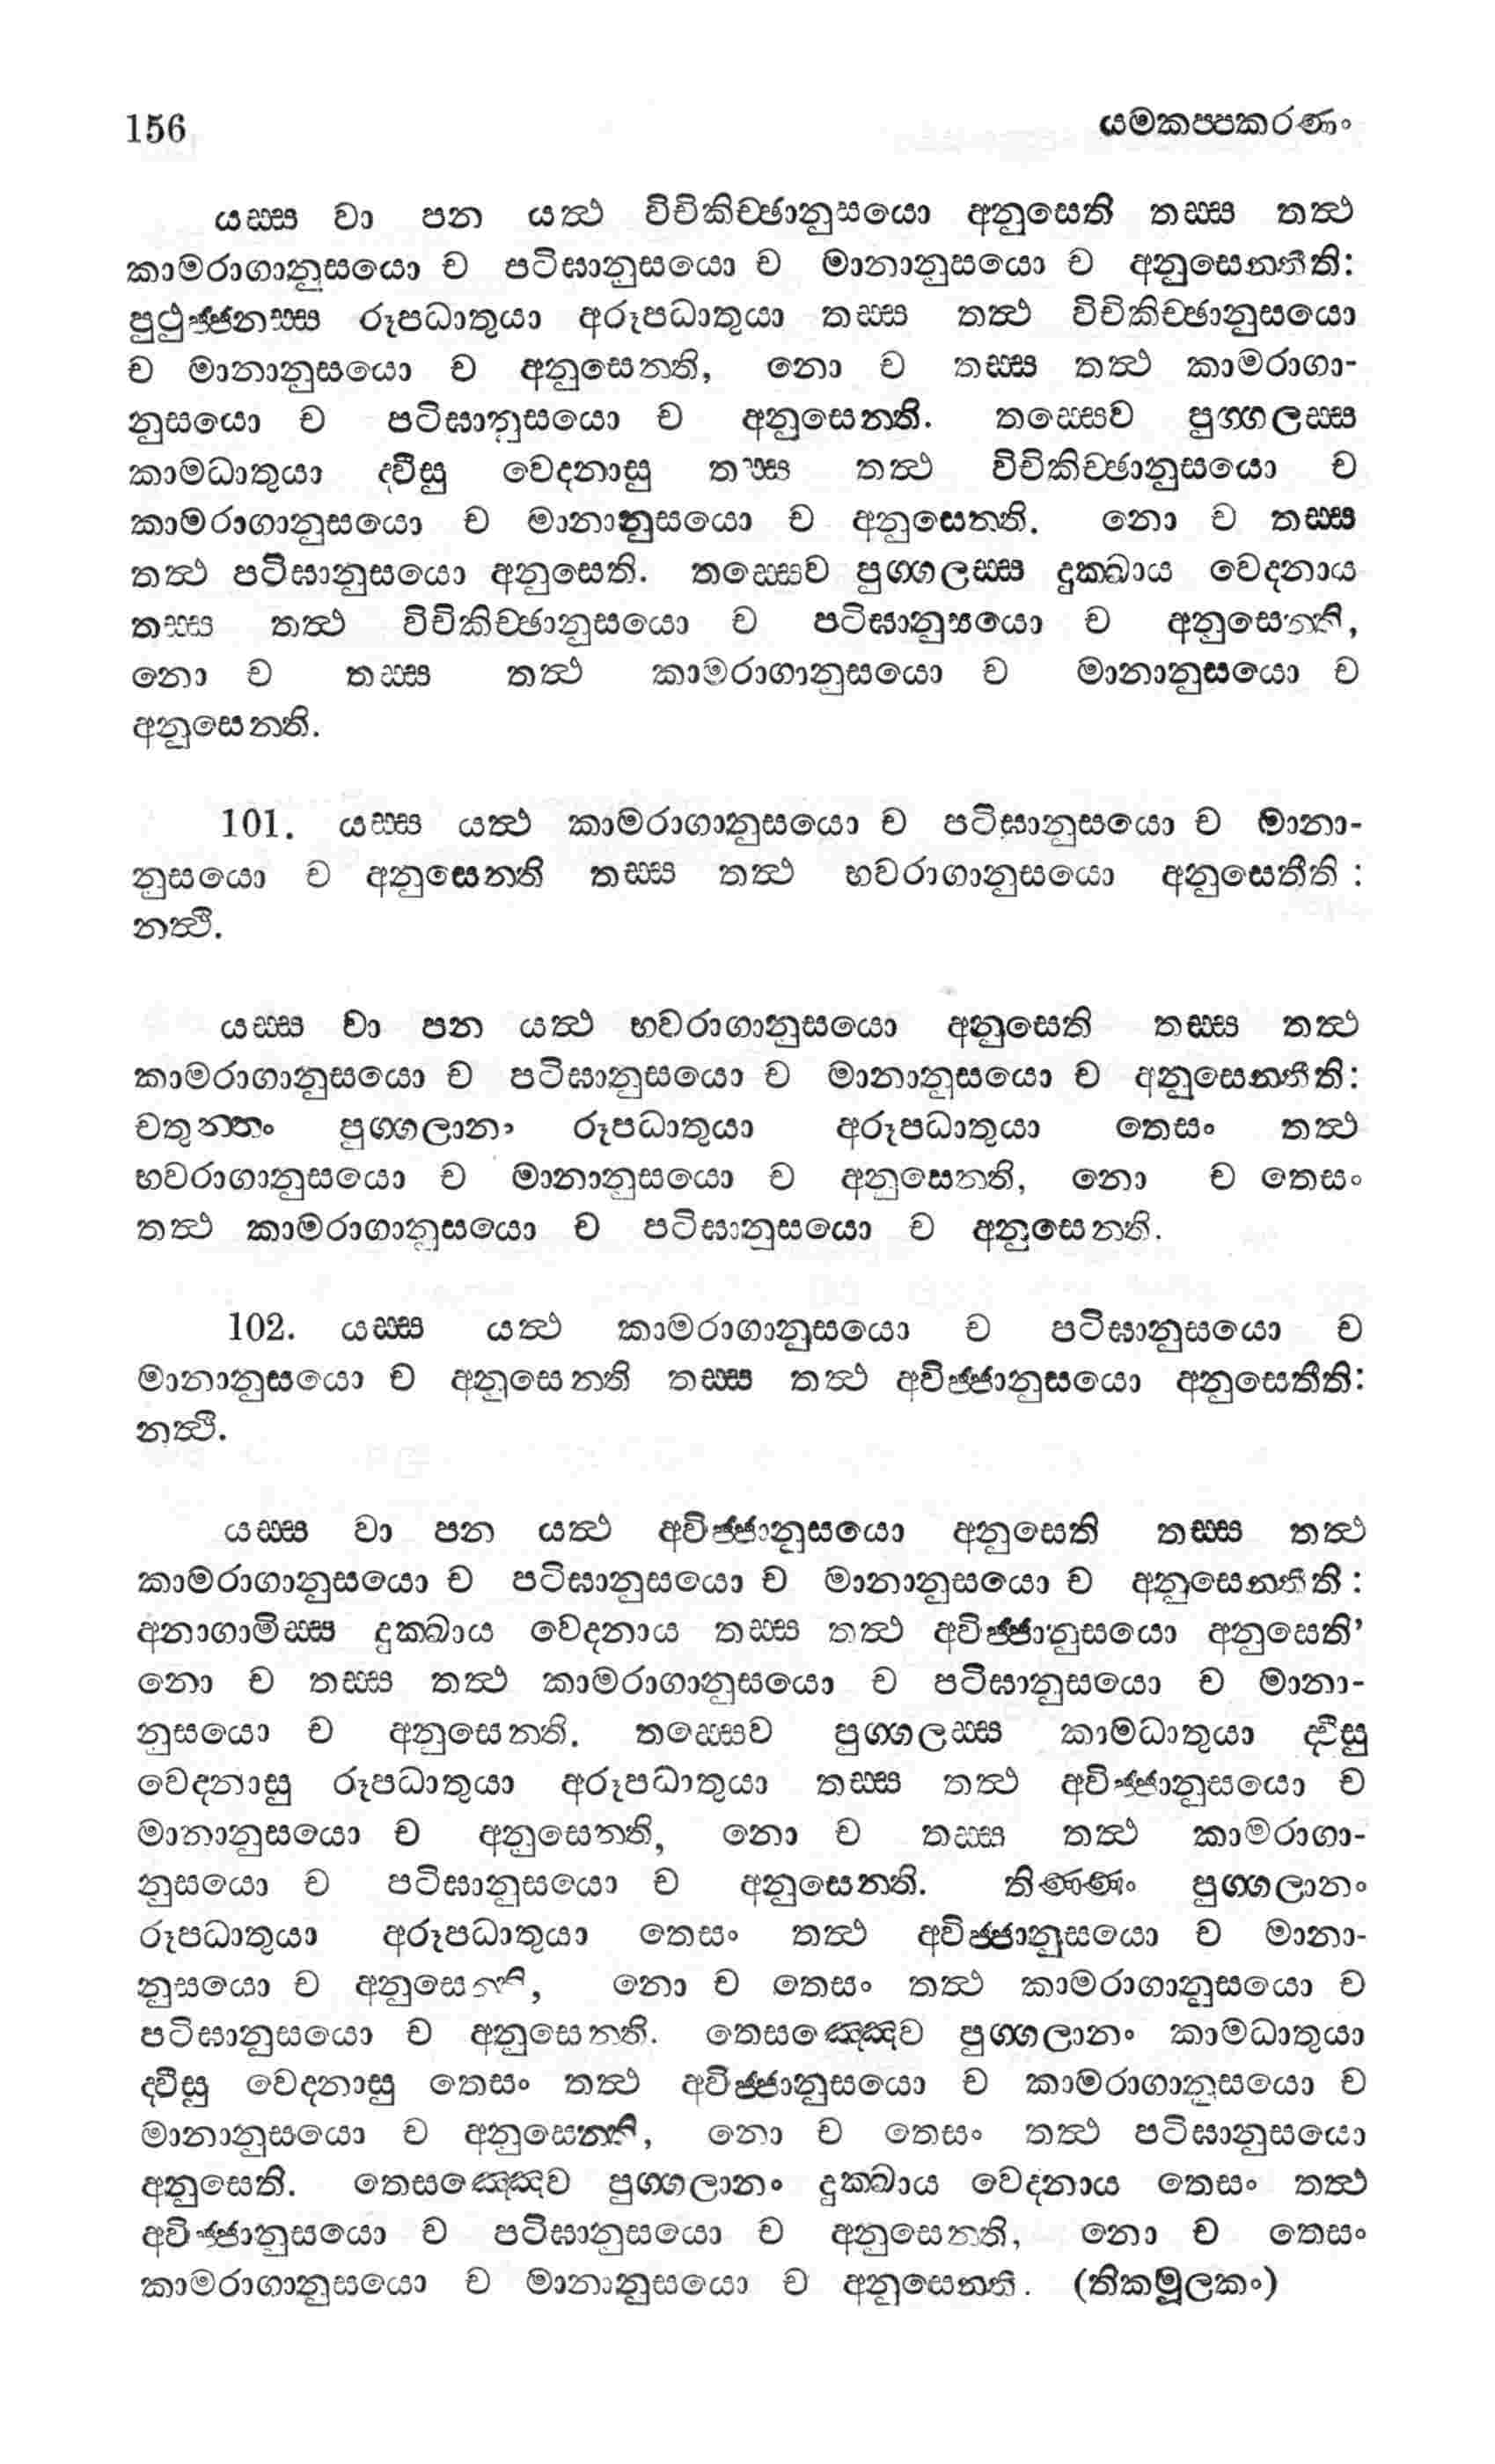 156 යමකප්පකරණං
යස්ස වා පන යත්ථ විචිකිච්ඡානුසයො අනුසෙති තස්ස තත්ථ
කාමරාගානුසයො ච පටිඝානුසයො ච මානානුසයො ච අනුසෙන්තීති:
පුථුජ්ජනස්ස රූපධාතුයා අරූපධාතුයා තස්ස තත්ථ විචිකිච්ඡානුසයො
ච මානානුසයො ච අනුසෙන්ති, නො ච තස්ස තත්ථ කාමරාගා-
නුසයො ච පටිඝානුසයො ච අනුසෙන්ති. තස්සෙව පුග්ගලස්ස
කාමධාතුයා ද්වීසු වෙදනාසු තස්ස තත්ථ විචිකිච්ඡානුසයො ච
කාමරාගානුසයො ච මානානුසයො ච අනුසෙන්ති. නො ච තස්ස
තත්ථ පටිඝානුසයො අනුසෙති. තස්සෙව පුග්ගලස්ස දුක්ඛාය වෙදනාය
තස්ස තත්ථ විචිකිච්ඡානුසයො ච පටිඝානුසයො ච අනුසෙන්ති,
නො ච තස්ස තත්ථ කාමරාගානුසයො ච මානානුසයො ච
අනුසෙන්ති.
101. යස්ස යත්ථ කාමරාගානුසයො ච පටිඝානුසයො ච මානා-
නුසයො ච අනුසෙන්ති තස්ස තත්ථ භවරාගානුසයො අනුසෙතීති :
නත්ථි.
යස්ස වා පන යත්ථ භවරාගානුසයො අනුසෙති තස්ස තත්ථ
කාමරාගානුසයො ච පටිඝානුසයො ච මානානුසයො ච අනුසෙන්තීති:
චතුන්නං පුග්ගලානං රූපධාතුයා අරූපධාතුයා තෙසං තත්ථ
භවරාගානුසයො ච මානානුසයො ච අනුසෙන්ති, නො ච තෙසං
තත්ථ කාමරාගානුසයො ච පටිඝානුසයො ච අනුසෙන්ති.
102. යස්ස යත්ථ කාමරාගානුසයො ච පටිඝානුසයො ච
මානානුසයො ච අනුසෙන්ති තස්ස තත්ථ අවිජ්ජානුසයො අනුසෙතීති:
නත්ථි.
යස්ස වා පන යත්ථ අවිජ්ජානුසයො අනුසෙති තස්ස තත්ථ
කාමරාගානුසයො ච පටිඝානුසයො ච මානානුසයො ච අනුසෙන්තීති :
අනාගාමිස්ස දුක්ඛාය වෙදනාය තස්ස තත්ථ අවිජ්ජානුසයො අනුසෙති’
නො ච තස්ස තත්ථ කාමරාගානුසයො ච පටිඝානුසයො ච මානා-
නුසයො ච අනුසෙන්ති. තස්සෙව පුග්ගලස්ස කාමධාතුයා ද්වීසු
වෙදනාසු රූපධාතුයා අරූපධාතුයා තස්ස තත්ථ අවිජ්ජානුසයො ච
මානානුසයො ච අනුසෙන්ති, නො ච තස්ස තත්ථ කාමරාගා-
නුසයො ච පටිඝානුසයො ච අනුසෙන්ති. තිණ්ණං පුග්ගලානං
රූපධාතුයා අරූපධාතුයා තෙසං තත්ථ අවිජ්ජානුසයො ච මානා-
නුසයො ච අනුසෙන්ති, නො ච තෙසං තත්ථ කාමරාගානුසයො ච
පටිඝානුසයො ච අනුසෙන්ති. තෙසඤ්ඤෙව පුග්ගලානං කාමධාතුයා
ද්වීසු වෙදනාසු තෙසං තත්ථ අවිජ්ජානුසයො ච කාමරාගානුසයො ච
මානානුසයො ච අනුසෙන්ති, නො ච තෙසං තත්ථ පටිඝානුසයො
අනුසෙති. තෙසඤ්ඤෙව පුග්ගලානං දුක්ඛාය වෙදනාය තෙසං තත්ථ
අවිජ්ජානුසයො ච පටිඝානුසයො ච අනුසෙන්ති, නො ච තෙසං
කාමරාගානුසයො ච මානානුසයො ච අනුසෙන්ති. (තිකමූලකං)